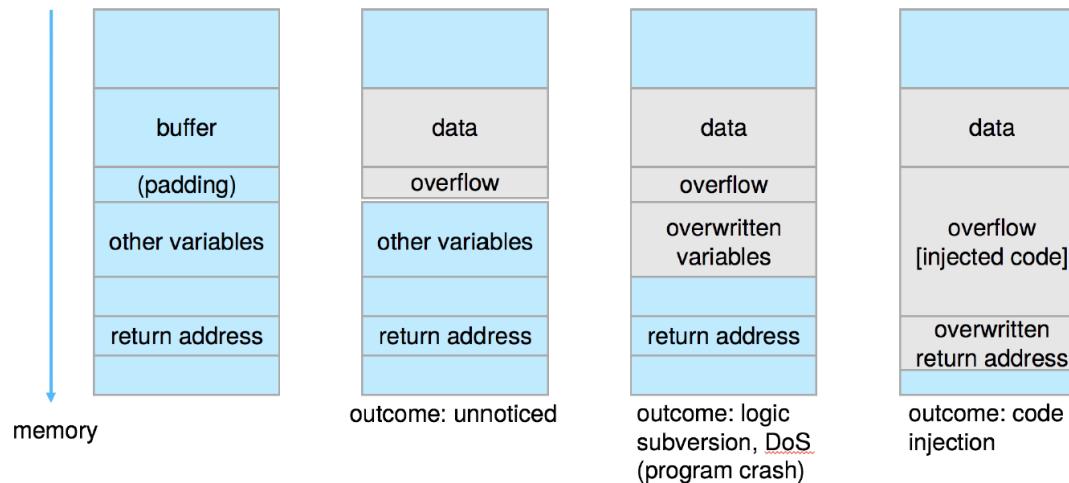 buffer
(padding)
other variables
return address
memory
data
overflow
other variables
return address
outcome: unnoticed
data
overflow
overwritten
variables
return address
outcome: logic
subversion, DoS
(program crash)
data
overflow
[injected code]
overwritten
return address
outcome: code
injection